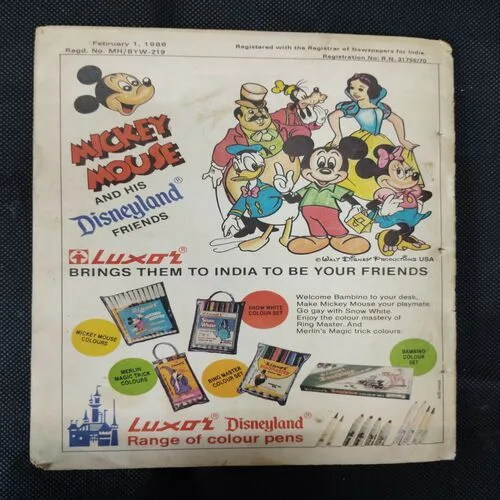 February 1, 1986
Regd. No. MH/BYW-219
Registered with the Registrar of Newspapers for India
Registration No: R.N. 31754/70
MICKEY
MOUSE
AND HIS
Disneyland®
FRIENDS
© WALT DISNEY PRODUCTIONS USA
Luxor®
BRINGS THEM TO INDIA TO BE YOUR FRIENDS
Welcome Bambino to your desk,
Make Mickey Mouse your playmate.
Go gay with Snow White.
Enjoy the colour mastery of
Ring Master. And
Merlin's Magic trick colours.
MICKEY MOUSE
COLOURS
SNOW WHITE
COLOUR SET
MERLIN
MAGIC TRICK
COLOURS
RING MASTER
COLOUR SET
BAMBINO
COLOUR
SET
Snow
White
Luxor® Disneyland®
Range of colour pens